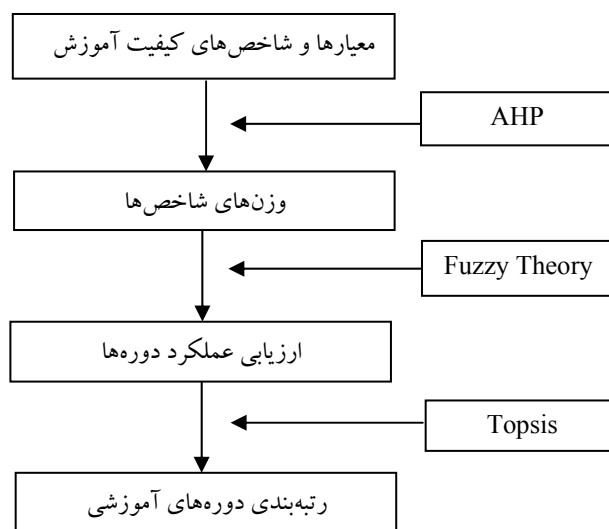 معیارها و شاخص‌های کیفیت آموزش
AHP
وزن‌های شاخص‌ها
Fuzzy Theory
ارزیابی عملکرد دوره‌ها
Topsis
رتبه‌بندی دوره‌های آموزشی